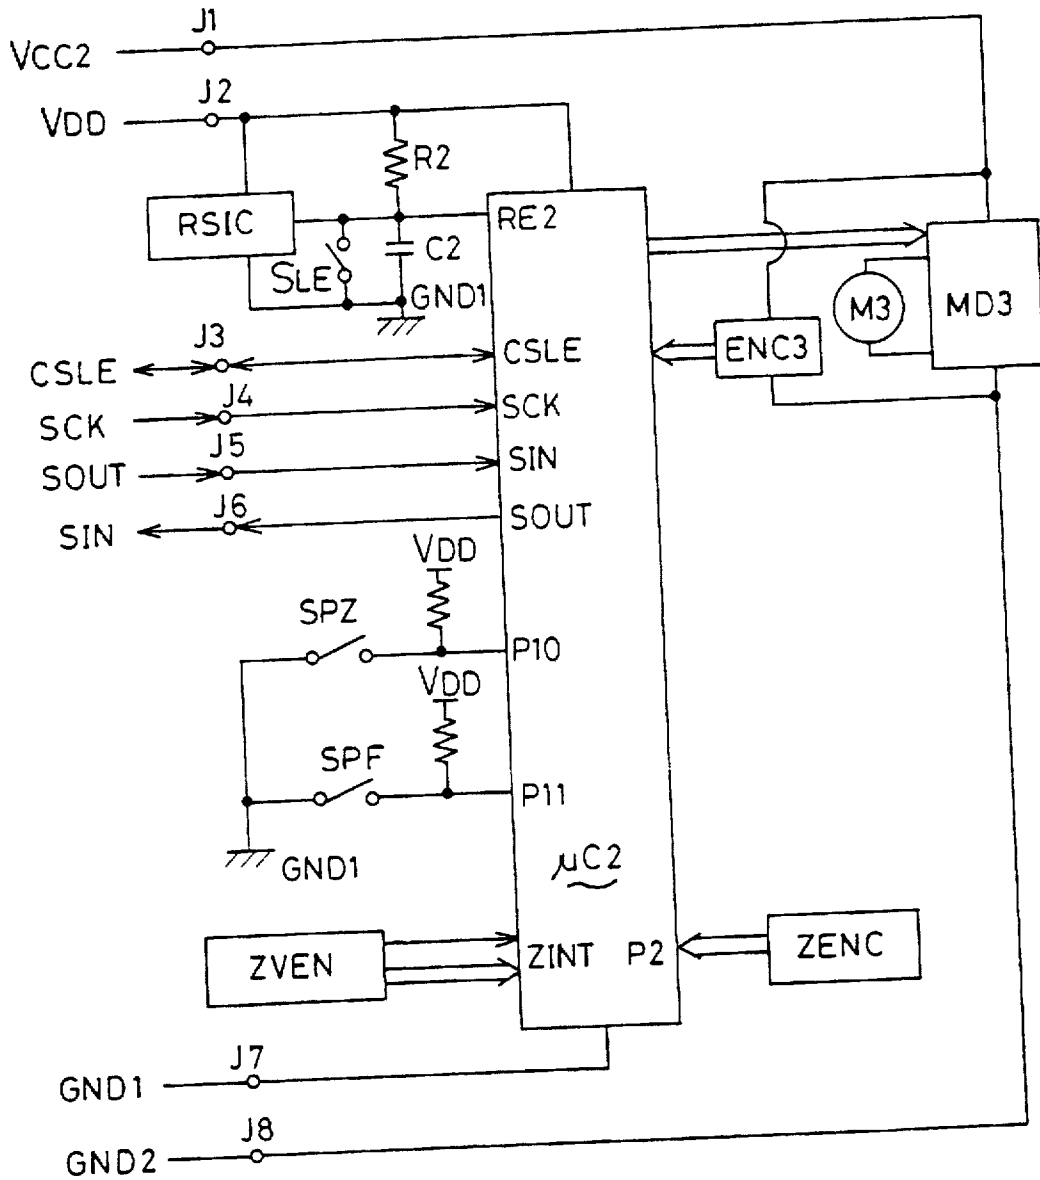 J1
VCC2
J2
VDD
R2
RSIC
RE2
C2
SLE
GND1
M3
MD3
J3
CSLE
CSLE
ENC3
J4
SCK
SCK
J5
SOUT
SIN
J6
SIN
SOUT
VDD
SPZ
P10
VDD
SPF
P11
μC2
GND1
ZVEN
ZINT
P2
ZENC
J7
GND1
J8
GND2